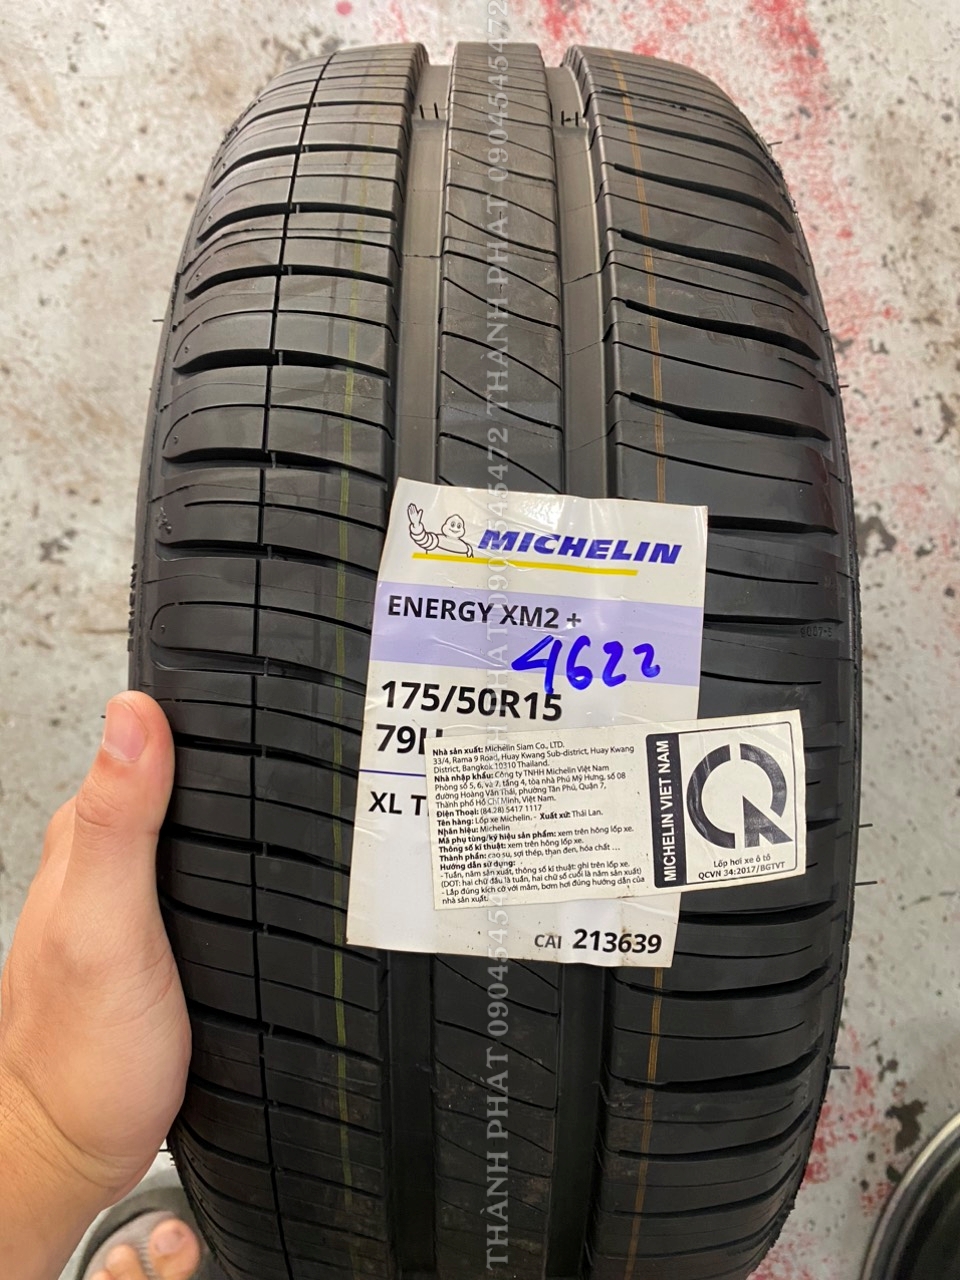 MICHELIN
ENERGY XM2 +
4622
175/50R15
79H
XL T
Nhà sản xuất: Michelin Siam Co., LTD.
33/4, Rama 9 Road, Huay Kwang Sub-district, Huay Kwang
District, Bangkok 10310 Thailand.
Nhà nhập khẩu: Công ty TNHH Michelin Việt Nam
Phòng số 5, 6, và 7, tầng 4, tòa nhà Phú Mỹ Hưng, số 08
đường Hoàng Văn Thái, phường Tân Phú, Quận 7,
Thành phố Hồ Chí Minh, Việt Nam.
Điện Thoại: (84.28) 5417 1117
Tên hàng: Lốp xe Michelin. - Xuất xứ: Thái Lan.
Nhãn hiệu: Michelin
Mã phụ tùng/ký hiệu sản phẩm: xem trên hông lốp xe.
Thông số kĩ thuật: xem trên hông lốp xe.
Thành phần: cao su, sợi thép, than đen, hóa chất ....
Hướng dẫn sử dụng:
- Tuần, năm sản xuất, thông số kĩ thuật: ghi trên lốp xe.
(DOT: hai chữ đầu là tuần, hai chữ số cuối là năm sản xuất)
- Lắp đúng kích cỡ với mâm, bơm hơi đúng hướng dẫn của
nhà sản xuất.
MICHELIN VIET NAM
Lốp hơi xe ô tô
QCVN 34:2017/BGTVT
CAI 213639
THÀNH PHÁT 0904545472 THÀNH PHÁT 0904545472 THÀNH PHÁT 0904545472